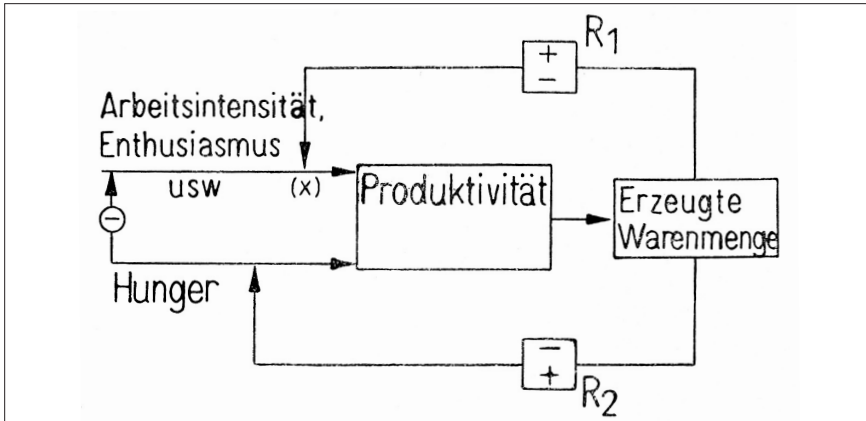 R1
+
−
Arbeitsintensität,
Enthusiasmus
usw
(x)
Produktivität
Erzeugte
Warenmenge
−
Hunger
−
+
R2